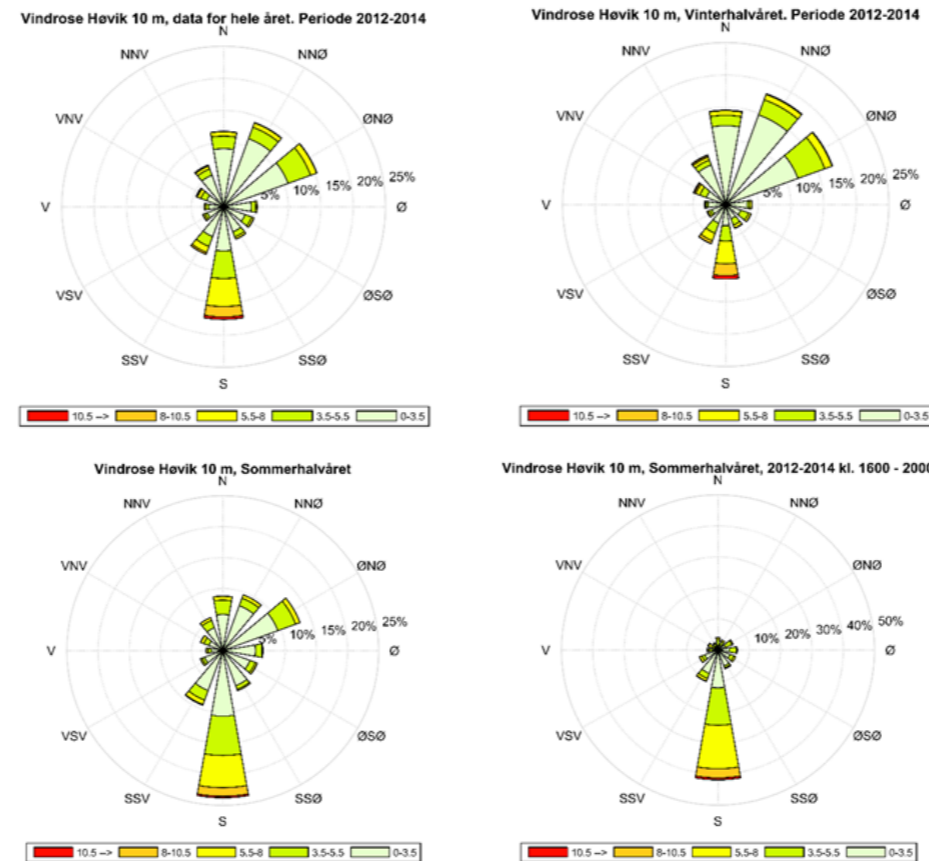 Vindrose Høvik 10 m, data for hele året. Periode 2012-2014
N
NNV
NNØ
VNV
ØNØ
5%
10%
15%
20%
25%
V
Ø
VSV
ØSØ
SSV
SSØ
S
10.5 -->
8-10.5
5.5-8
3.5-5.5
0-3.5
Vindrose Høvik 10 m, Vinterhalvåret. Periode 2012-2014
N
NNV
NNØ
VNV
ØNØ
5%
10%
15%
20%
25%
V
Ø
VSV
ØSØ
SSV
SSØ
S
10.5 -->
8-10.5
5.5-8
3.5-5.5
0-3.5
Vindrose Høvik 10 m, Sommerhalvåret
N
NNV
NNØ
VNV
ØNØ
5%
10%
15%
20%
25%
V
Ø
VSV
ØSØ
SSV
SSØ
S
10.5 -->
8-10.5
5.5-8
3.5-5.5
0-3.5
Vindrose Høvik 10 m, Sommerhalvåret, 2012-2014 kl. 1600 - 2000
N
NNV
NNØ
VNV
ØNØ
10%
20%
30%
40%
50%
V
Ø
VSV
ØSØ
SSV
SSØ
S
10.5 -->
8-10.5
5.5-8
3.5-5.5
0-3.5